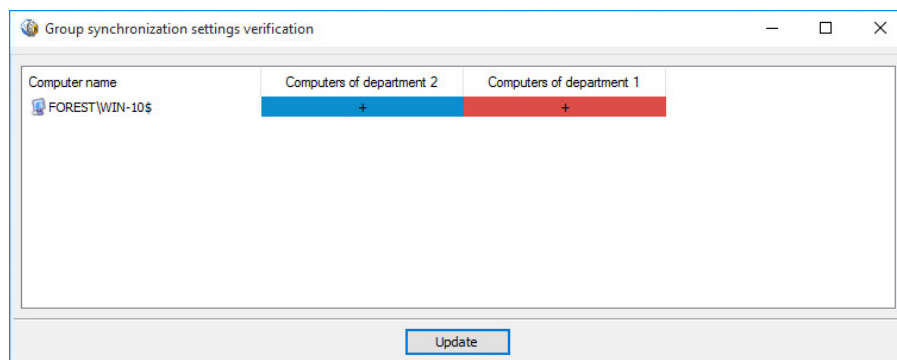 Group synchronization settings verification
Computer name Computers of department 2 Computers of department 1
FOREST\WIN-10$ + +
Update